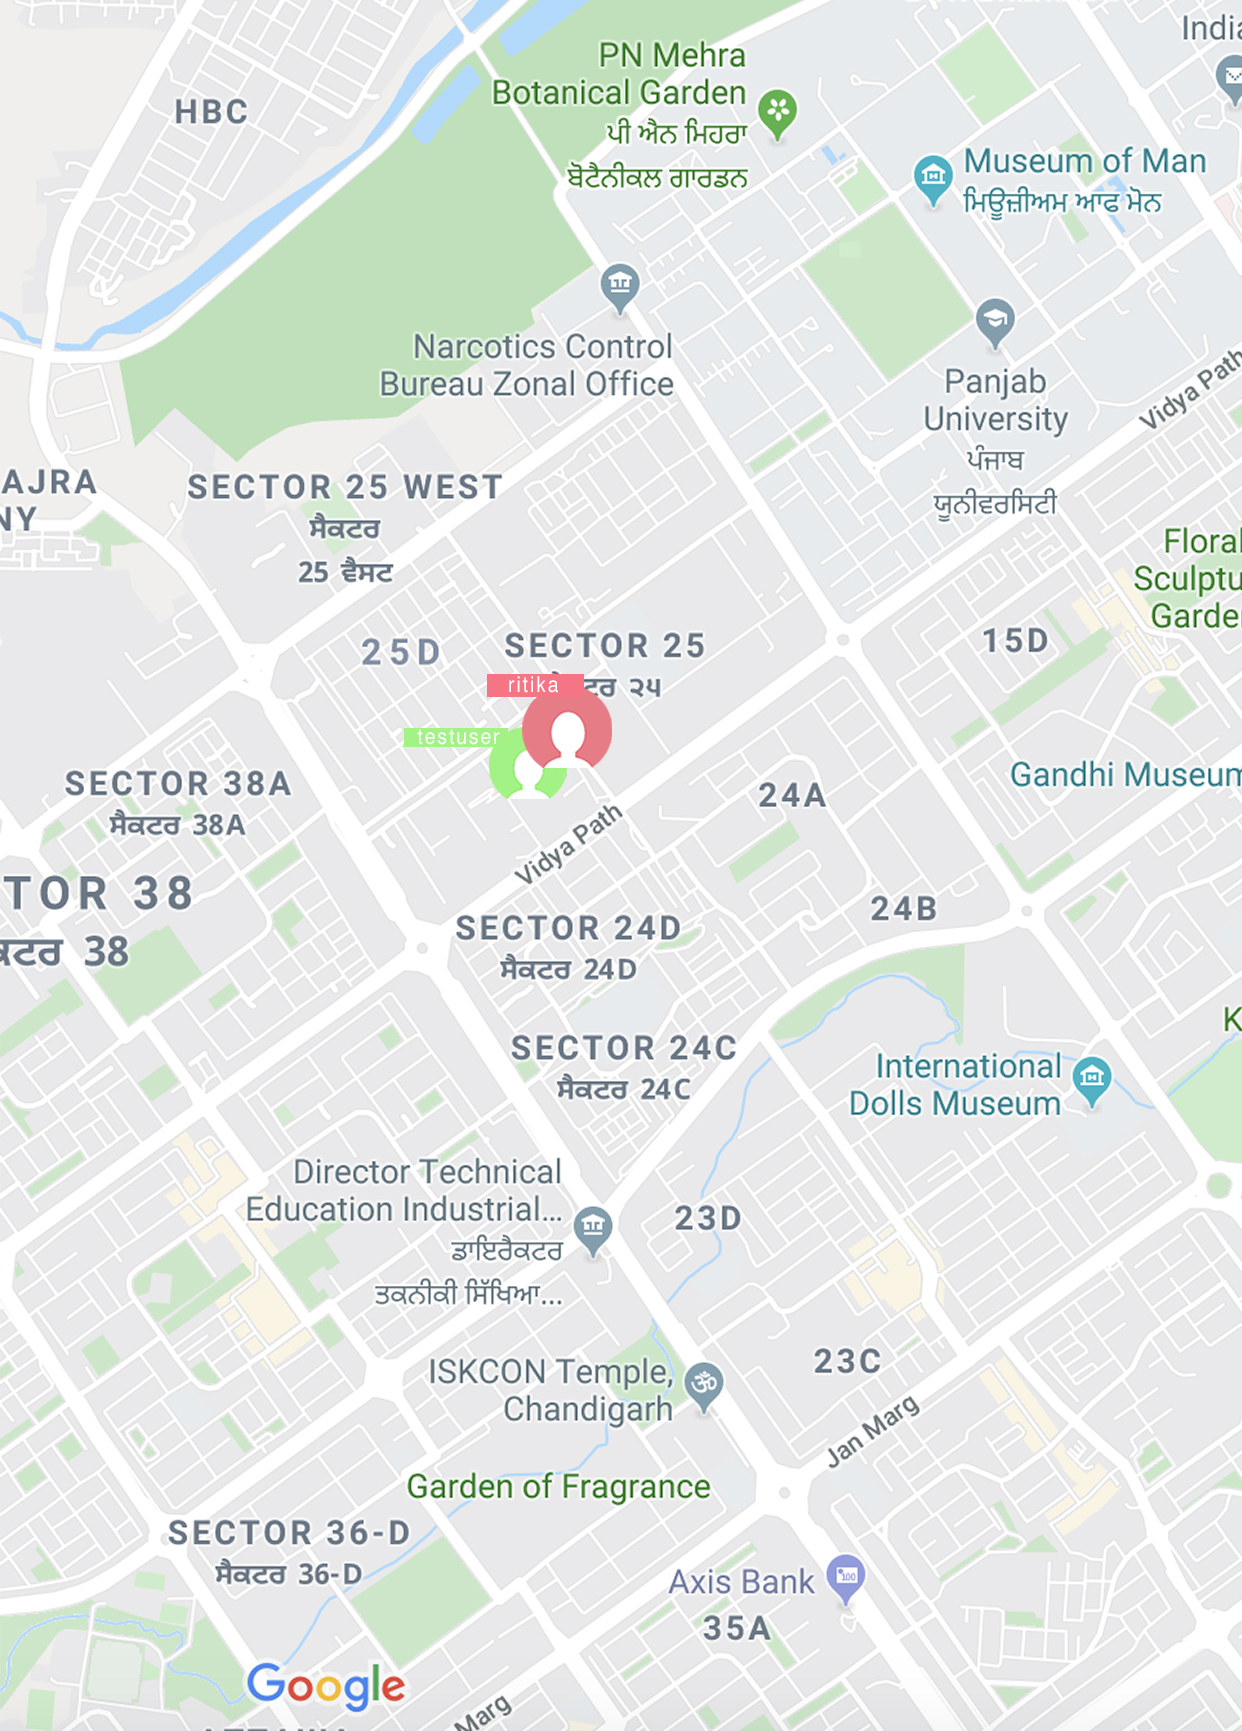 India
PN Mehra
Botanical Garden
ਪੀ ਐਨ ਮਿਹਰਾ
ਬੋਟੈਨੀਕਲ ਗਾਰਡਨ
HBC
Museum of Man
ਮਿਊਜ਼ੀਅਮ ਆਫ ਮੋਨ
Narcotics Control
Bureau Zonal Office
Panjab
University
ਪੰਜਾਬ
ਯੂਨੀਵਰਸਿਟੀ
Vidya Path
AJRA
NY
SECTOR 25 WEST
ਸੈਕਟਰ
25 ਵੈਸਟ
Floral
Sculptu
Garde
25D
SECTOR 25
ਟਰ ੨੫
15D
ritika
testuser
SECTOR 38A
ਸੈਕਟਰ 38A
24A
Gandhi Museum
Vidya Path
TOR 38
ਕਟਰ 38
24B
SECTOR 24D
ਸੈਕਟਰ 24D
SECTOR 24C
ਸੈਕਟਰ 24C
K
International
Dolls Museum
Director Technical
Education Industrial...
ਡਾਇਰੈਕਟਰ
ਤਕਨੀਕੀ ਸਿੱਖਿਆ...
23D
ISKCON Temple,
Chandigarh
23C
Jan Marg
Garden of Fragrance
SECTOR 36-D
ਸੈਕਟਰ 36-D
Axis Bank
100
35A
Google
Marg